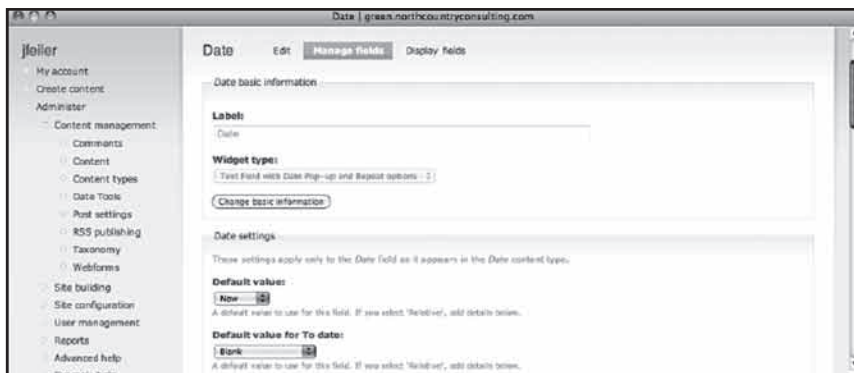 Date | green.northcountryconsulting.com
jfeiler
My account
Create content
Administer
Content management
Comments
Content
Content types
Data Tools
Post settings
RSS publishing
Taxonomy
Webforms
Site building
Site configuration
User management
Reports
Advanced help
Date
Edit
Manage fields
Display fields
Date basic information
Label:
Date
Widget type:
Text Field with Date Pop-up and Repeat options
Change basic information
Date settings
These settings apply only to the Date field as it appears in the Date content type.
Default value:
Now
A default value to use for this field. If you select 'Relative', add details below.
Default value for To date:
Blank
A default value to use for this field. If you select 'Relative', add details below.